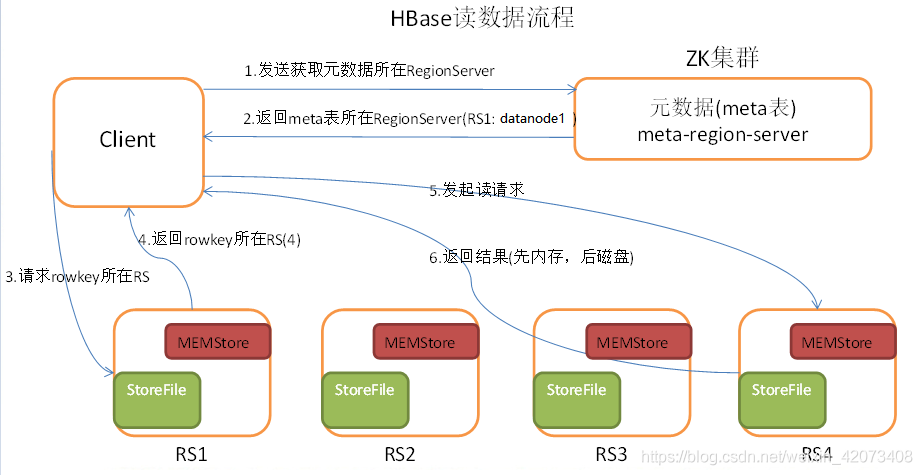 HBase读数据流程
ZK集群
1.发送获取元数据所在RegionServer
元数据(meta表)
meta-region-server
Client
2.返回meta表所在RegionServer(RS1: datanode1 )
5.发起读请求
4.返回rowkey所在RS(4)
6.返回结果(先内存，后磁盘)
3.请求rowkey所在RS
MEMStore
MEMStore
MEMStore
MEMStore
StoreFile
StoreFile
StoreFile
StoreFile
RS1
RS2
RS3
RS4
https://blog.csdn.net/weixin_42073408